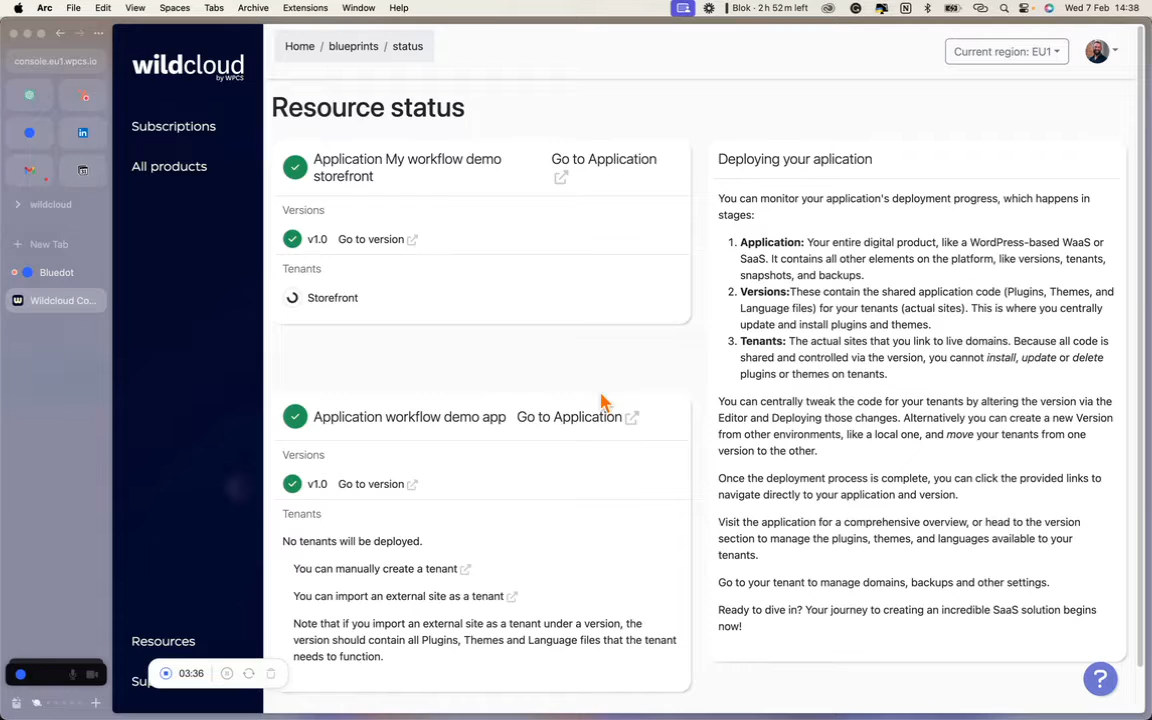 Arc File Edit View Spaces Tabs Archive Extensions Window Help
Blok - 2 h 52 m left
Wed 7 Feb 14:38
console.eu1.wpcs.io
wildcloud
New Tab
Bluedot
Wildcloud Co...
wildcloud
by WPCS
Subscriptions
All products
Resources
Su
03:36
Home / blueprints / status
Current region: EU1
Resource status
Application My workflow demo
storefront
Go to Application
Versions
v1.0 Go to version
Tenants
Storefront
Application workflow demo app Go to Application
Versions
v1.0 Go to version
Tenants
No tenants will be deployed.
You can manually create a tenant
You can import an external site as a tenant
Note that if you import an external site as a tenant under a version, the
version should contain all Plugins, Themes and Language files that the tenant
needs to function.
Deploying your aplication
You can monitor your application's deployment progress, which happens in
stages:
1. Application: Your entire digital product, like a WordPress-based WaaS or
SaaS. It contains all other elements on the platform, like versions, tenants,
snapshots, and backups.
2. Versions:These contain the shared application code (Plugins, Themes, and
Language files) for your tenants (actual sites). This is where you centrally
update and install plugins and themes.
3. Tenants: The actual sites that you link to live domains. Because all code is
shared and controlled via the version, you cannot install, update or delete
plugins or themes on tenants.
You can centrally tweak the code for your tenants by altering the version via the
Editor and Deploying those changes. Alternatively you can create a new Version
from other environments, like a local one, and move your tenants from one
version to the other.
Once the deployment process is complete, you can click the provided links to
navigate directly to your application and version.
Visit the application for a comprehensive overview, or head to the version
section to manage the plugins, themes, and languages available to your
tenants.
Go to your tenant to manage domains, backups and other settings.
Ready to dive in? Your journey to creating an incredible SaaS solution begins
now!
?